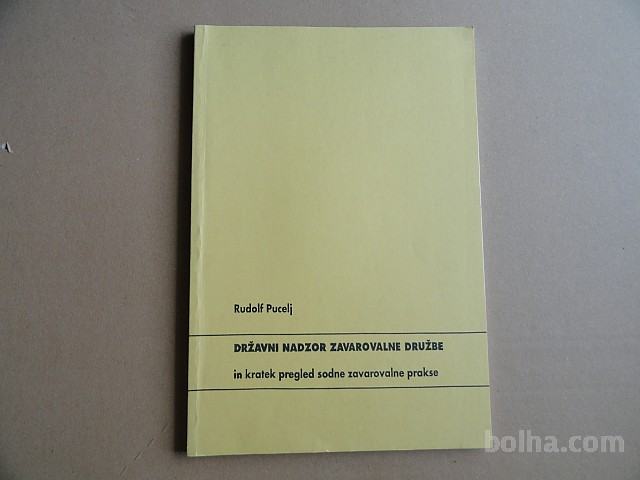 Rudolf Pucelj
DRŽAVNI NADZOR ZAVAROVALNE DRUŽBE
in kratek pregled sodne zavarovalne prakse
bolha.com